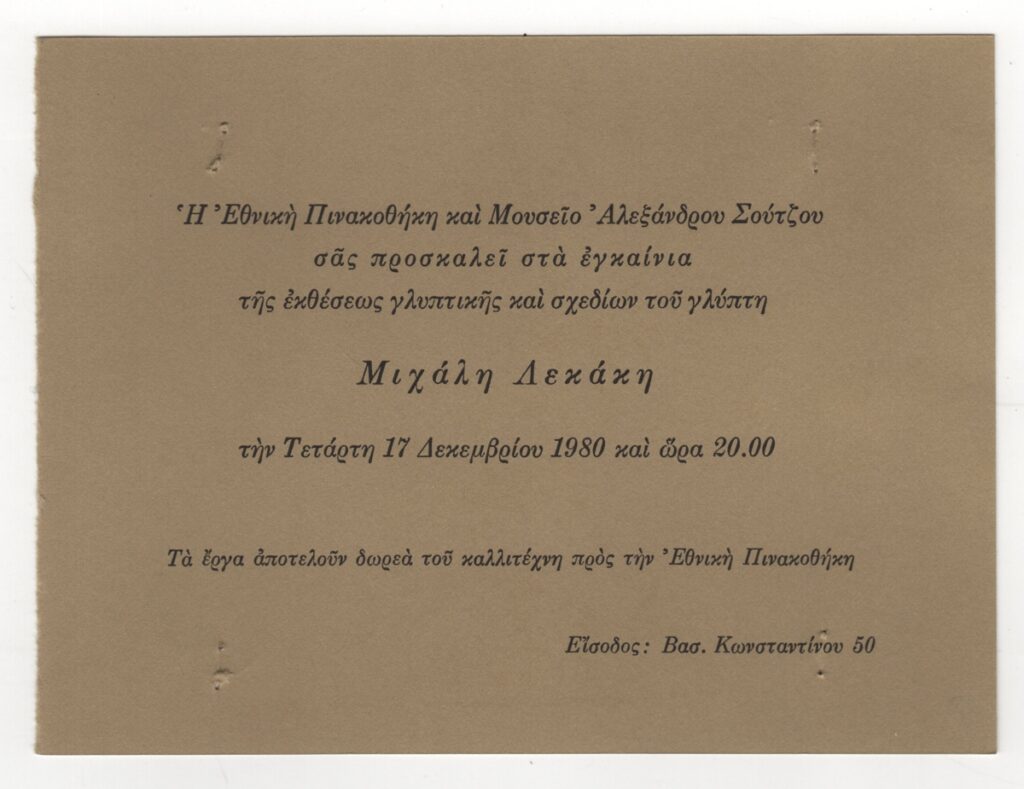 Ἡ Ἐθνικὴ Πινακοθήκη καὶ Μουσεῖο Ἀλεξάνδρου Σούτζου
σᾶς προσκαλεῖ στὰ ἐγκαίνια
τῆς ἐκθέσεως γλυπτικῆς καὶ σχεδίων τοῦ γλύπτη
Μιχάλη Λεκάκη
τὴν Τετάρτη 17 Δεκεμβρίου 1980 καὶ ὥρα 20.00
Τὰ ἔργα ἀποτελοῦν δωρεὰ τοῦ καλλιτέχνη πρὸς τὴν Ἐθνικὴ Πινακοθήκη
Εἴσοδος: Βασ. Κωνσταντίνου 50